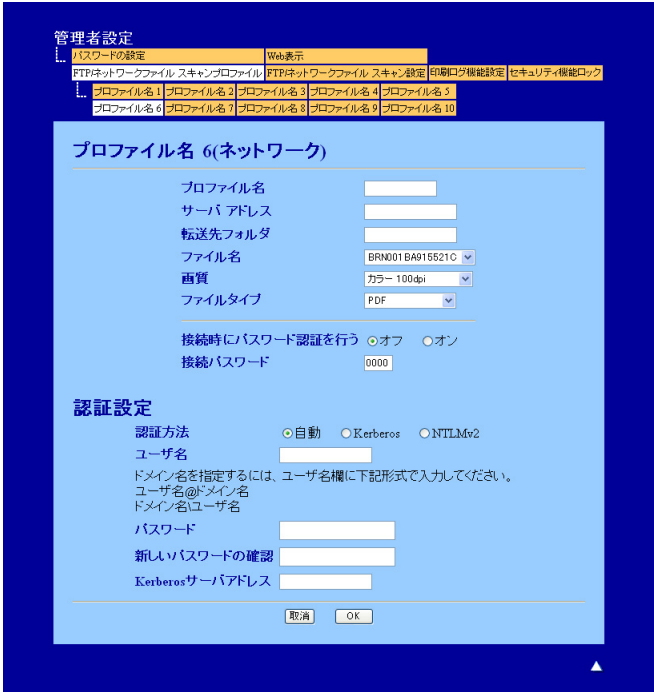 管理者設定
パスワードの設定 Web表示
FTP/ネットワークファイル スキャンプロファイル FTP/ネットワークファイル スキャン設定 印刷ログ機能設定 セキュリティ機能ロック
プロファイル名 1 プロファイル名 2 プロファイル名 3 プロファイル名 4 プロファイル名 5
プロファイル名 6 プロファイル名 7 プロファイル名 8 プロファイル名 9 プロファイル名 10
プロファイル名 6(ネットワーク)
プロファイル名
サーバ アドレス
転送先フォルダ
ファイル名 BRN001BA915521C
画質 カラー 100dpi
ファイルタイプ PDF
接続時にパスワード認証を行う オフ オン
接続パスワード 0000
認証設定
認証方法 自動 Kerberos NTLMv2
ユーザ名
ドメイン名を指定するには、ユーザ名欄に下記形式で入力してください。
ユーザ名@ドメイン名
ドメイン名\ユーザ名
パスワード
新しいパスワードの確認
Kerberosサーバアドレス
取消 OK